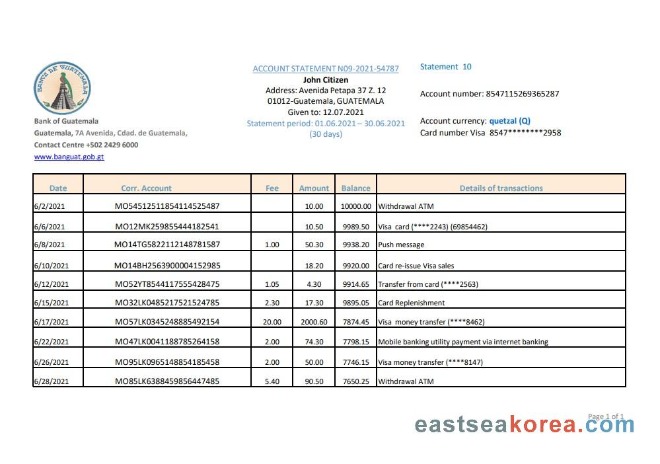 BANCO DE GUATEMALA
Bank of Guatemala
Guatemala, 7A Avenida, Cdad. de Guatemala,
Contact Centre +502 2429 6000
www.banguat.gob.gt
ACCOUNT STATEMENT N09-2021-54787
John Citizen
Address: Avenida Petapa 37 Z. 12
01012-Guatemala, GUATEMALA
Given to: 12.07.2021
Statement period: 01.06.2021 – 30.06.2021
(30 days)
Statement 10
Account number: 8547115269365287
Account currency: quetzal (Q)
Card number Visa 8547********2958
Date Corr. Account Fee Amount Balance Details of transactions
6/2/2021 MO54512511854114525487 10.00 10000.00 Withdrawal ATM
6/6/2021 MO12MK259855444182541 10.50 9989.50 Visa card (****2243) (69854462)
6/8/2021 MO14TG5822112148781587 1.00 50.30 9938.20 Push message
6/10/2021 MO14BH2563900004152985 18.20 9920.00 Card re-issue Visa sales
6/12/2021 MO52YT8544117555428475 1.05 4.30 9914.65 Transfer from card (****2563)
6/15/2021 MO32LK0485217521524785 2.30 17.30 9895.05 Card Replenishment
6/17/2021 MO57LK0345248885492154 20.00 2000.60 7874.45 Visa money transfer (****8462)
6/22/2021 MO47LK0041188785264158 2.00 74.30 7798.15 Mobile banking utility payment via internet banking
6/26/2021 MO95LK0965148854185458 2.00 50.00 7746.15 Visa money transfer (****8147)
6/28/2021 MO85LK6388459856447485 5.40 90.50 7650.25 Withdrawal ATM
Page 1 of 1
eastseakorea.com